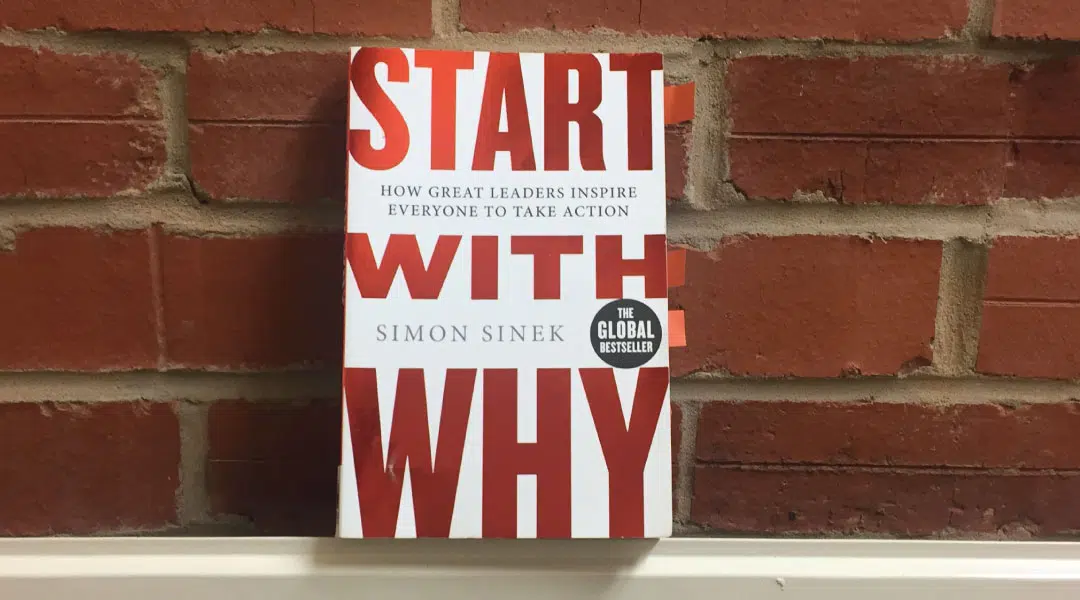 START
HOW GREAT LEADERS INSPIRE
EVERYONE TO TAKE ACTION
WITH
SIMON SINEK
THE
GLOBAL
BESTSELLER
WHY